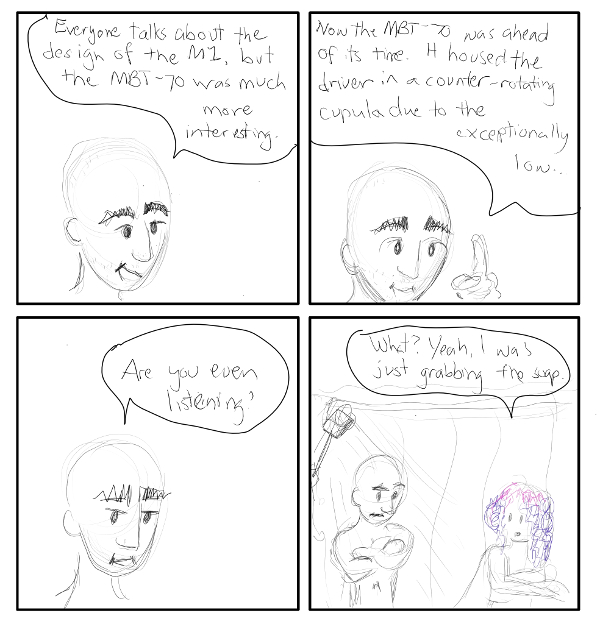 Everyone talks about the
design of the M1, but
the MBT-70 was much
more
interesting.
Now the MBT-70 was ahead
of its time. It housed the
driver in a counter-rotating
cupula due to the
exceptionally
low..
Are you even
listening?
What? Yeah, I was
just grabbing the soap.